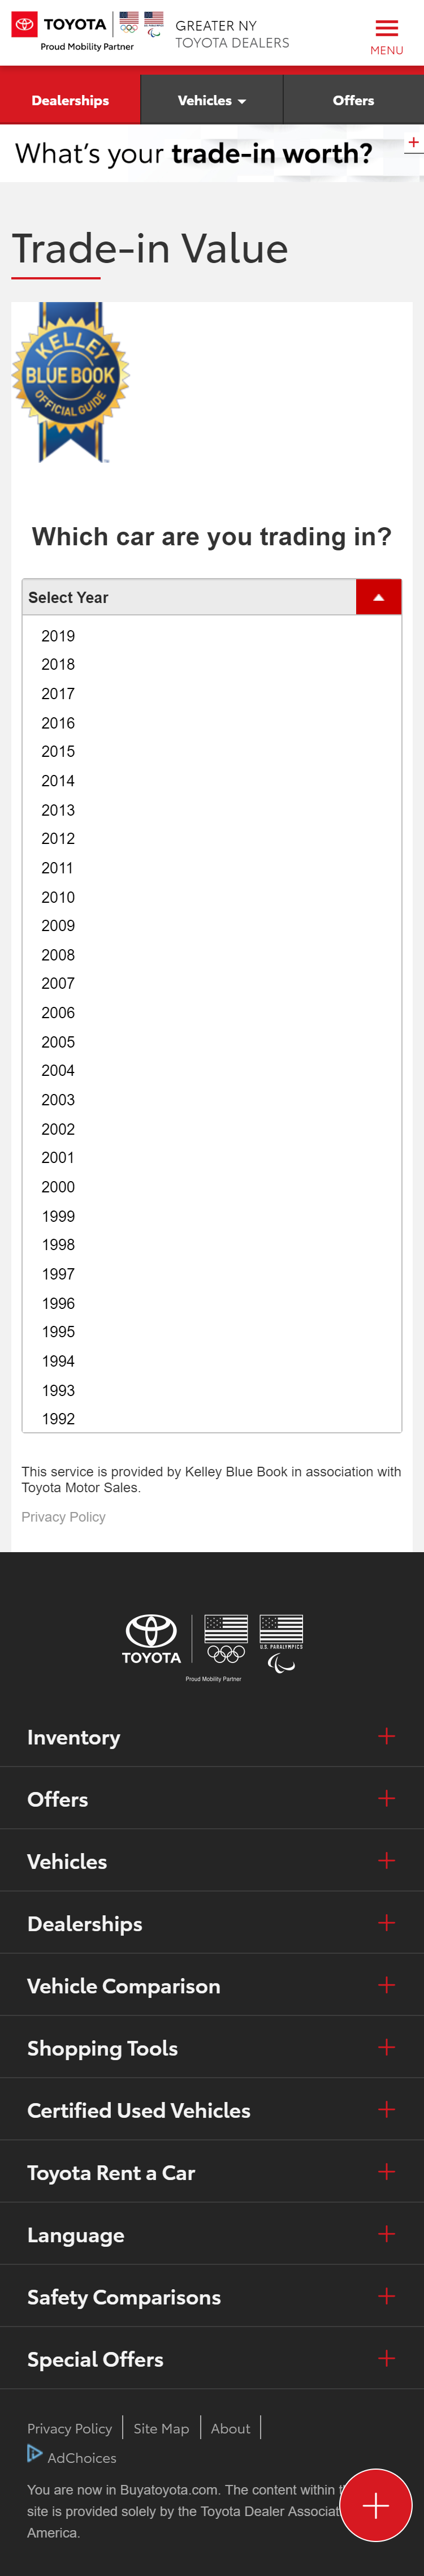 TOYOTA
Proud Mobility Partner
GREATER NY
TOYOTA DEALERS
MENU
Dealerships
Vehicles
Offers
What's your trade-in worth?
Trade-in Value
KELLEY
BLUE BOOK
OFFICIAL GUIDE
Which car are you trading in?
Select Year
2019
2018
2017
2016
2015
2014
2013
2012
2011
2010
2009
2008
2007
2006
2005
2004
2003
2002
2001
2000
1999
1998
1997
1996
1995
1994
1993
1992
This service is provided by Kelley Blue Book in association with
Toyota Motor Sales.
Privacy Policy
TOYOTA
U.S. PARALYMPICS
Proud Mobility Partner
Inventory
Offers
Vehicles
Dealerships
Vehicle Comparison
Shopping Tools
Certified Used Vehicles
Toyota Rent a Car
Language
Safety Comparisons
Special Offers
Privacy Policy
Site Map
About
AdChoices
You are now in Buyatoyota.com. The content within
site is provided solely by the Toyota Dealer Associat
America.